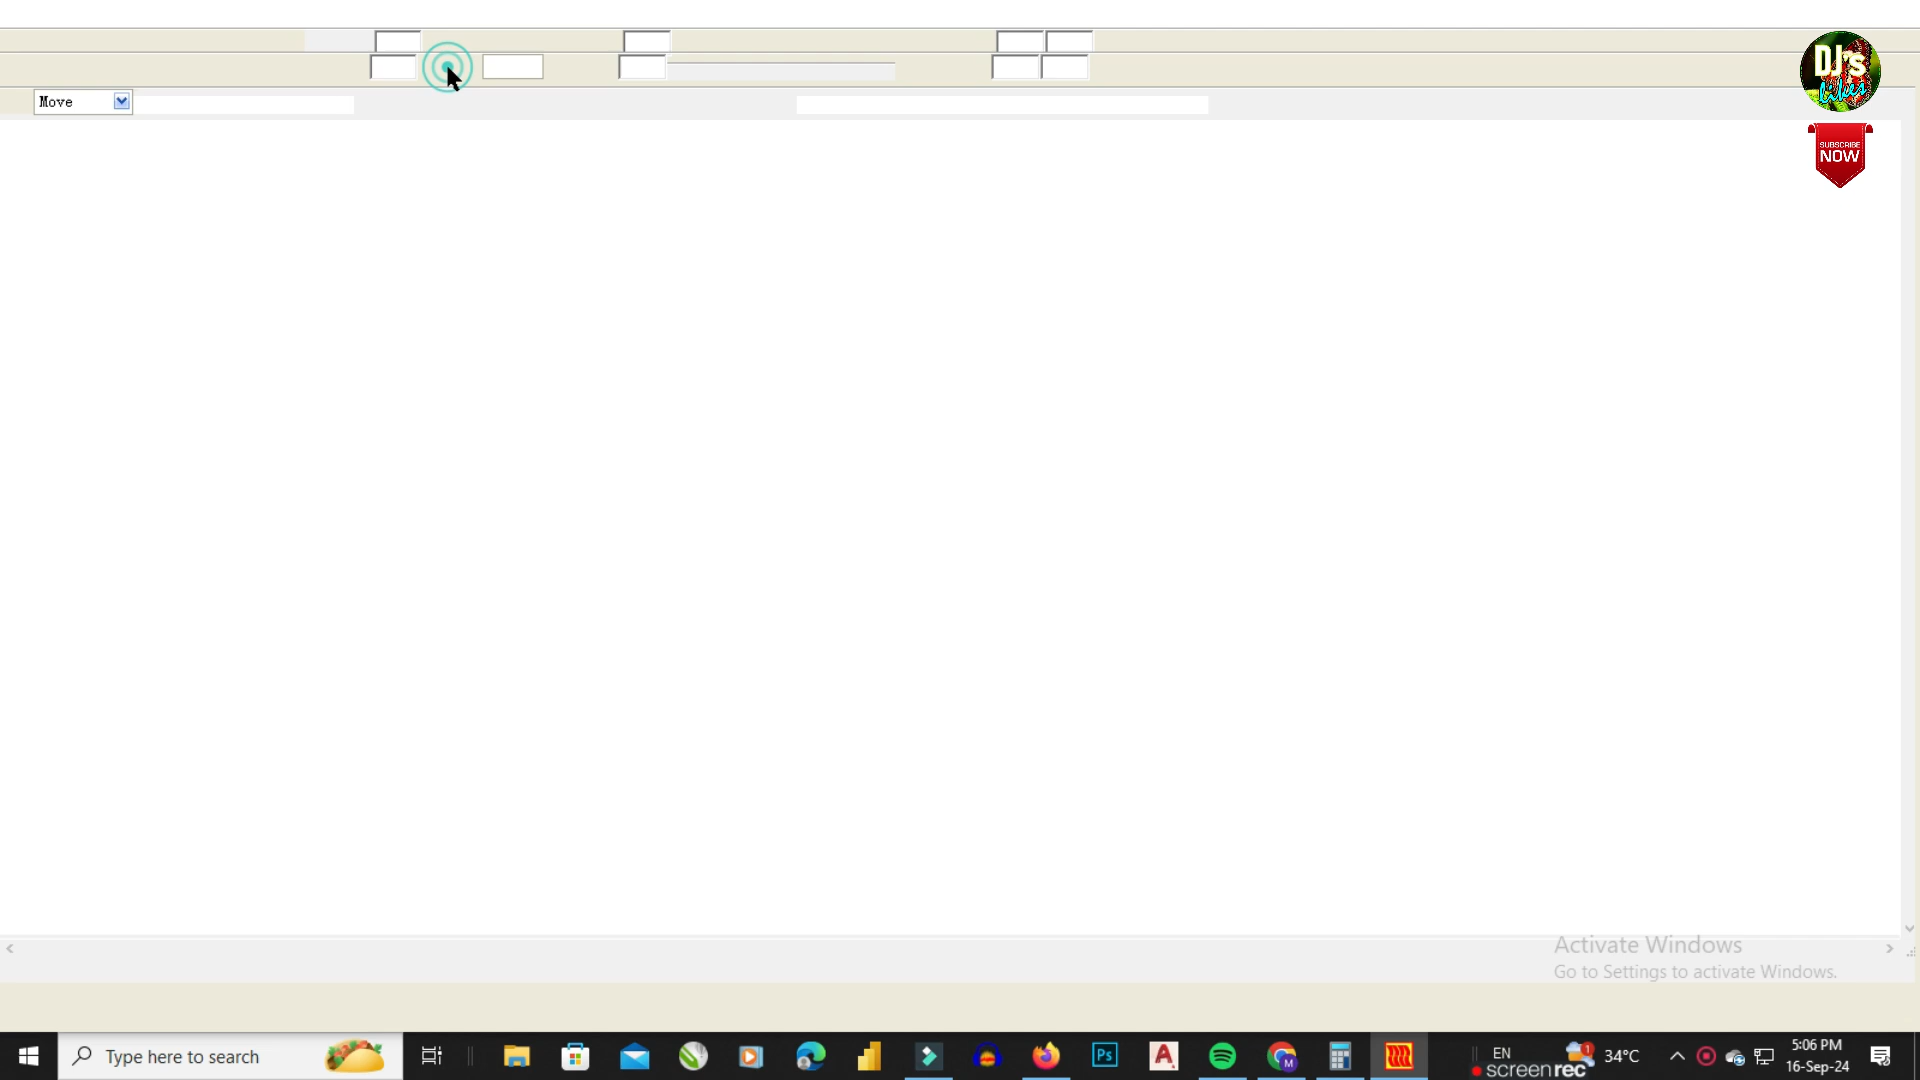 DJ's
likes
SUBSCRIBE
NOW
Move
Activate Windows
Go to Settings to activate Windows.
Type here to search
Ps
EN
34°C
5:06 PM
16-Sep-24
screenrec